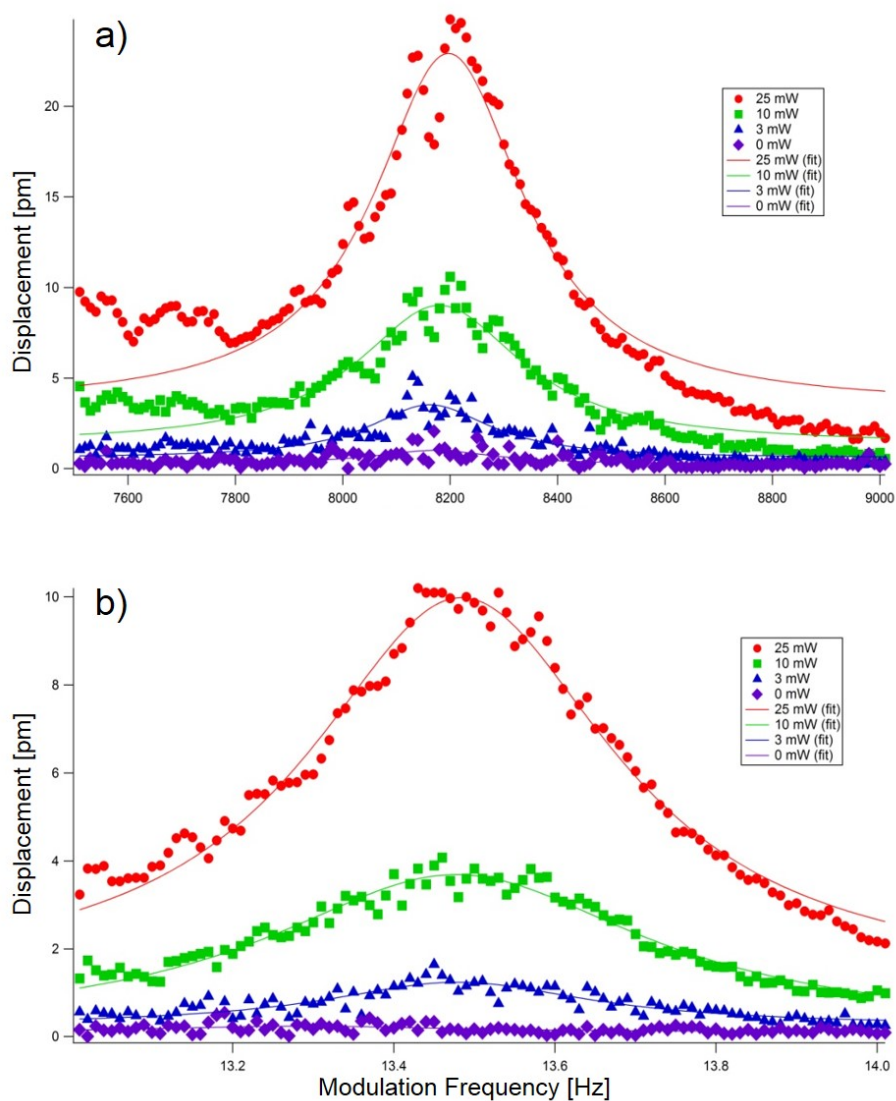 a)
20
15
10
5
0
Displacement [pm]
25 mW
10 mW
3 mW
0 mW
25 mW (fit)
10 mW (fit)
3 mW (fit)
0 mW (fit)
7600 7800 8000 8200 8400 8600 8800 9000
b)
10
8
6
4
2
0
Displacement [pm]
25 mW
10 mW
3 mW
0 mW
25 mW (fit)
10 mW (fit)
3 mW (fit)
0 mW (fit)
13.2 13.4 13.6 13.8 14.0
Modulation Frequency [Hz]